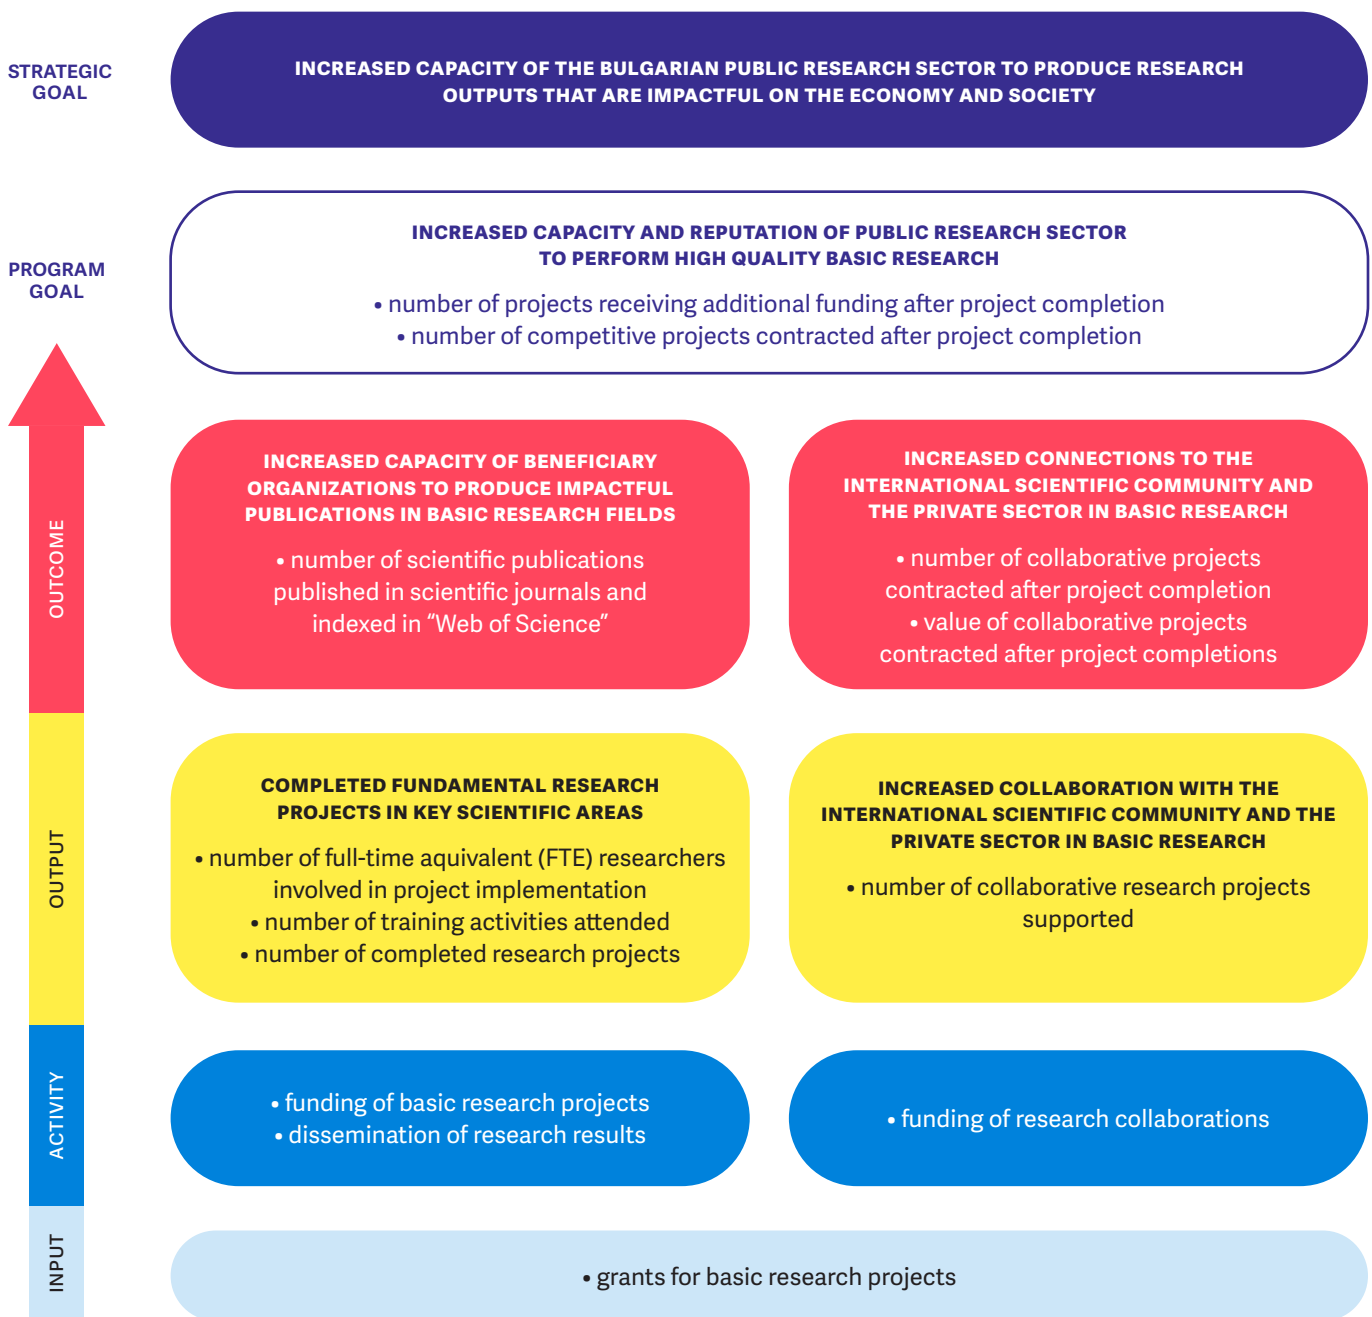 STRATEGIC
GOAL
INCREASED CAPACITY OF THE BULGARIAN PUBLIC RESEARCH SECTOR TO PRODUCE RESEARCH
OUTPUTS THAT ARE IMPACTFUL ON THE ECONOMY AND SOCIETY
PROGRAM
GOAL
INCREASED CAPACITY AND REPUTATION OF PUBLIC RESEARCH SECTOR
TO PERFORM HIGH QUALITY BASIC RESEARCH
• number of projects receiving additional funding after project completion
• number of competitive projects contracted after project completion
OUTCOME
INCREASED CAPACITY OF BENEFICIARY
ORGANIZATIONS TO PRODUCE IMPACTFUL
PUBLICATIONS IN BASIC RESEARCH FIELDS
• number of scientific publications
published in scientific journals and
indexed in “Web of Science”
INCREASED CONNECTIONS TO THE
INTERNATIONAL SCIENTIFIC COMMUNITY AND
THE PRIVATE SECTOR IN BASIC RESEARCH
• number of collaborative projects
contracted after project completion
• value of collaborative projects
contracted after project completions
OUTPUT
COMPLETED FUNDAMENTAL RESEARCH
PROJECTS IN KEY SCIENTIFIC AREAS
• number of full-time aquivalent (FTE) researchers
involved in project implementation
• number of training activities attended
• number of completed research projects
INCREASED COLLABORATION WITH THE
INTERNATIONAL SCIENTIFIC COMMUNITY AND THE
PRIVATE SECTOR IN BASIC RESEARCH
• number of collaborative research projects
supported
ACTIVITY
• funding of basic research projects
• dissemination of research results
• funding of research collaborations
INPUT
• grants for basic research projects